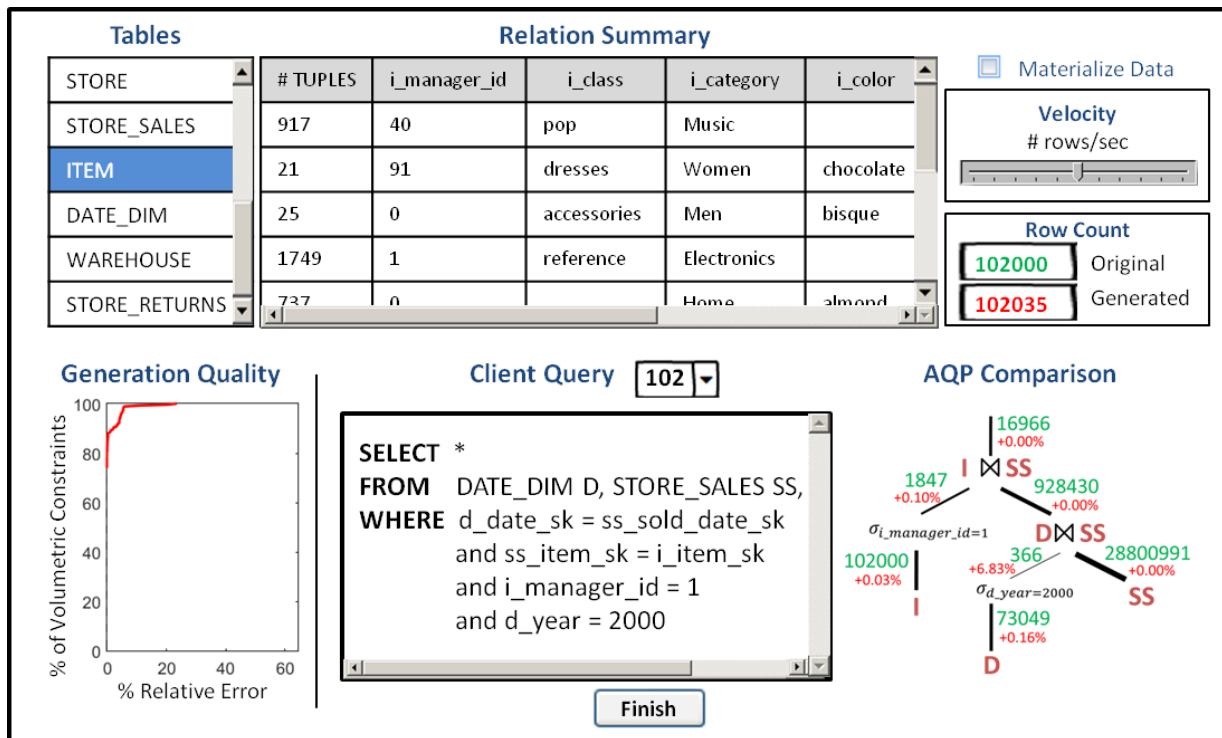 Tables
STORE
STORE_SALES
ITEM
DATE_DIM
WAREHOUSE
STORE_RETURNS
Relation Summary
# TUPLES i_manager_id i_class i_category i_color
917 40 pop Music
21 91 dresses Women chocolate
25 0 accessories Men bisque
1749 1 reference Electronics
737 0 Home almond
Materialize Data
Velocity
# rows/sec
Row Count
102000 Original
102035 Generated
Generation Quality
% of Volumetric Constraints
100
80
60
40
20
0
0 20 40 60
% Relative Error
Client Query 102
SELECT *
FROM DATE_DIM D, STORE_SALES SS,
WHERE d_date_sk = ss_sold_date_sk
and ss_item_sk = i_item_sk
and i_manager_id = 1
and d_year = 2000
Finish
AQP Comparison
16966
+0.00%
I ⋈ SS
1847
+0.10%
928430
+0.00%
σi_manager_id=1
D⋈SS
102000
+0.03%
I
366
+6.83%
28800991
+0.00%
σd_year=2000
SS
73049
+0.16%
D